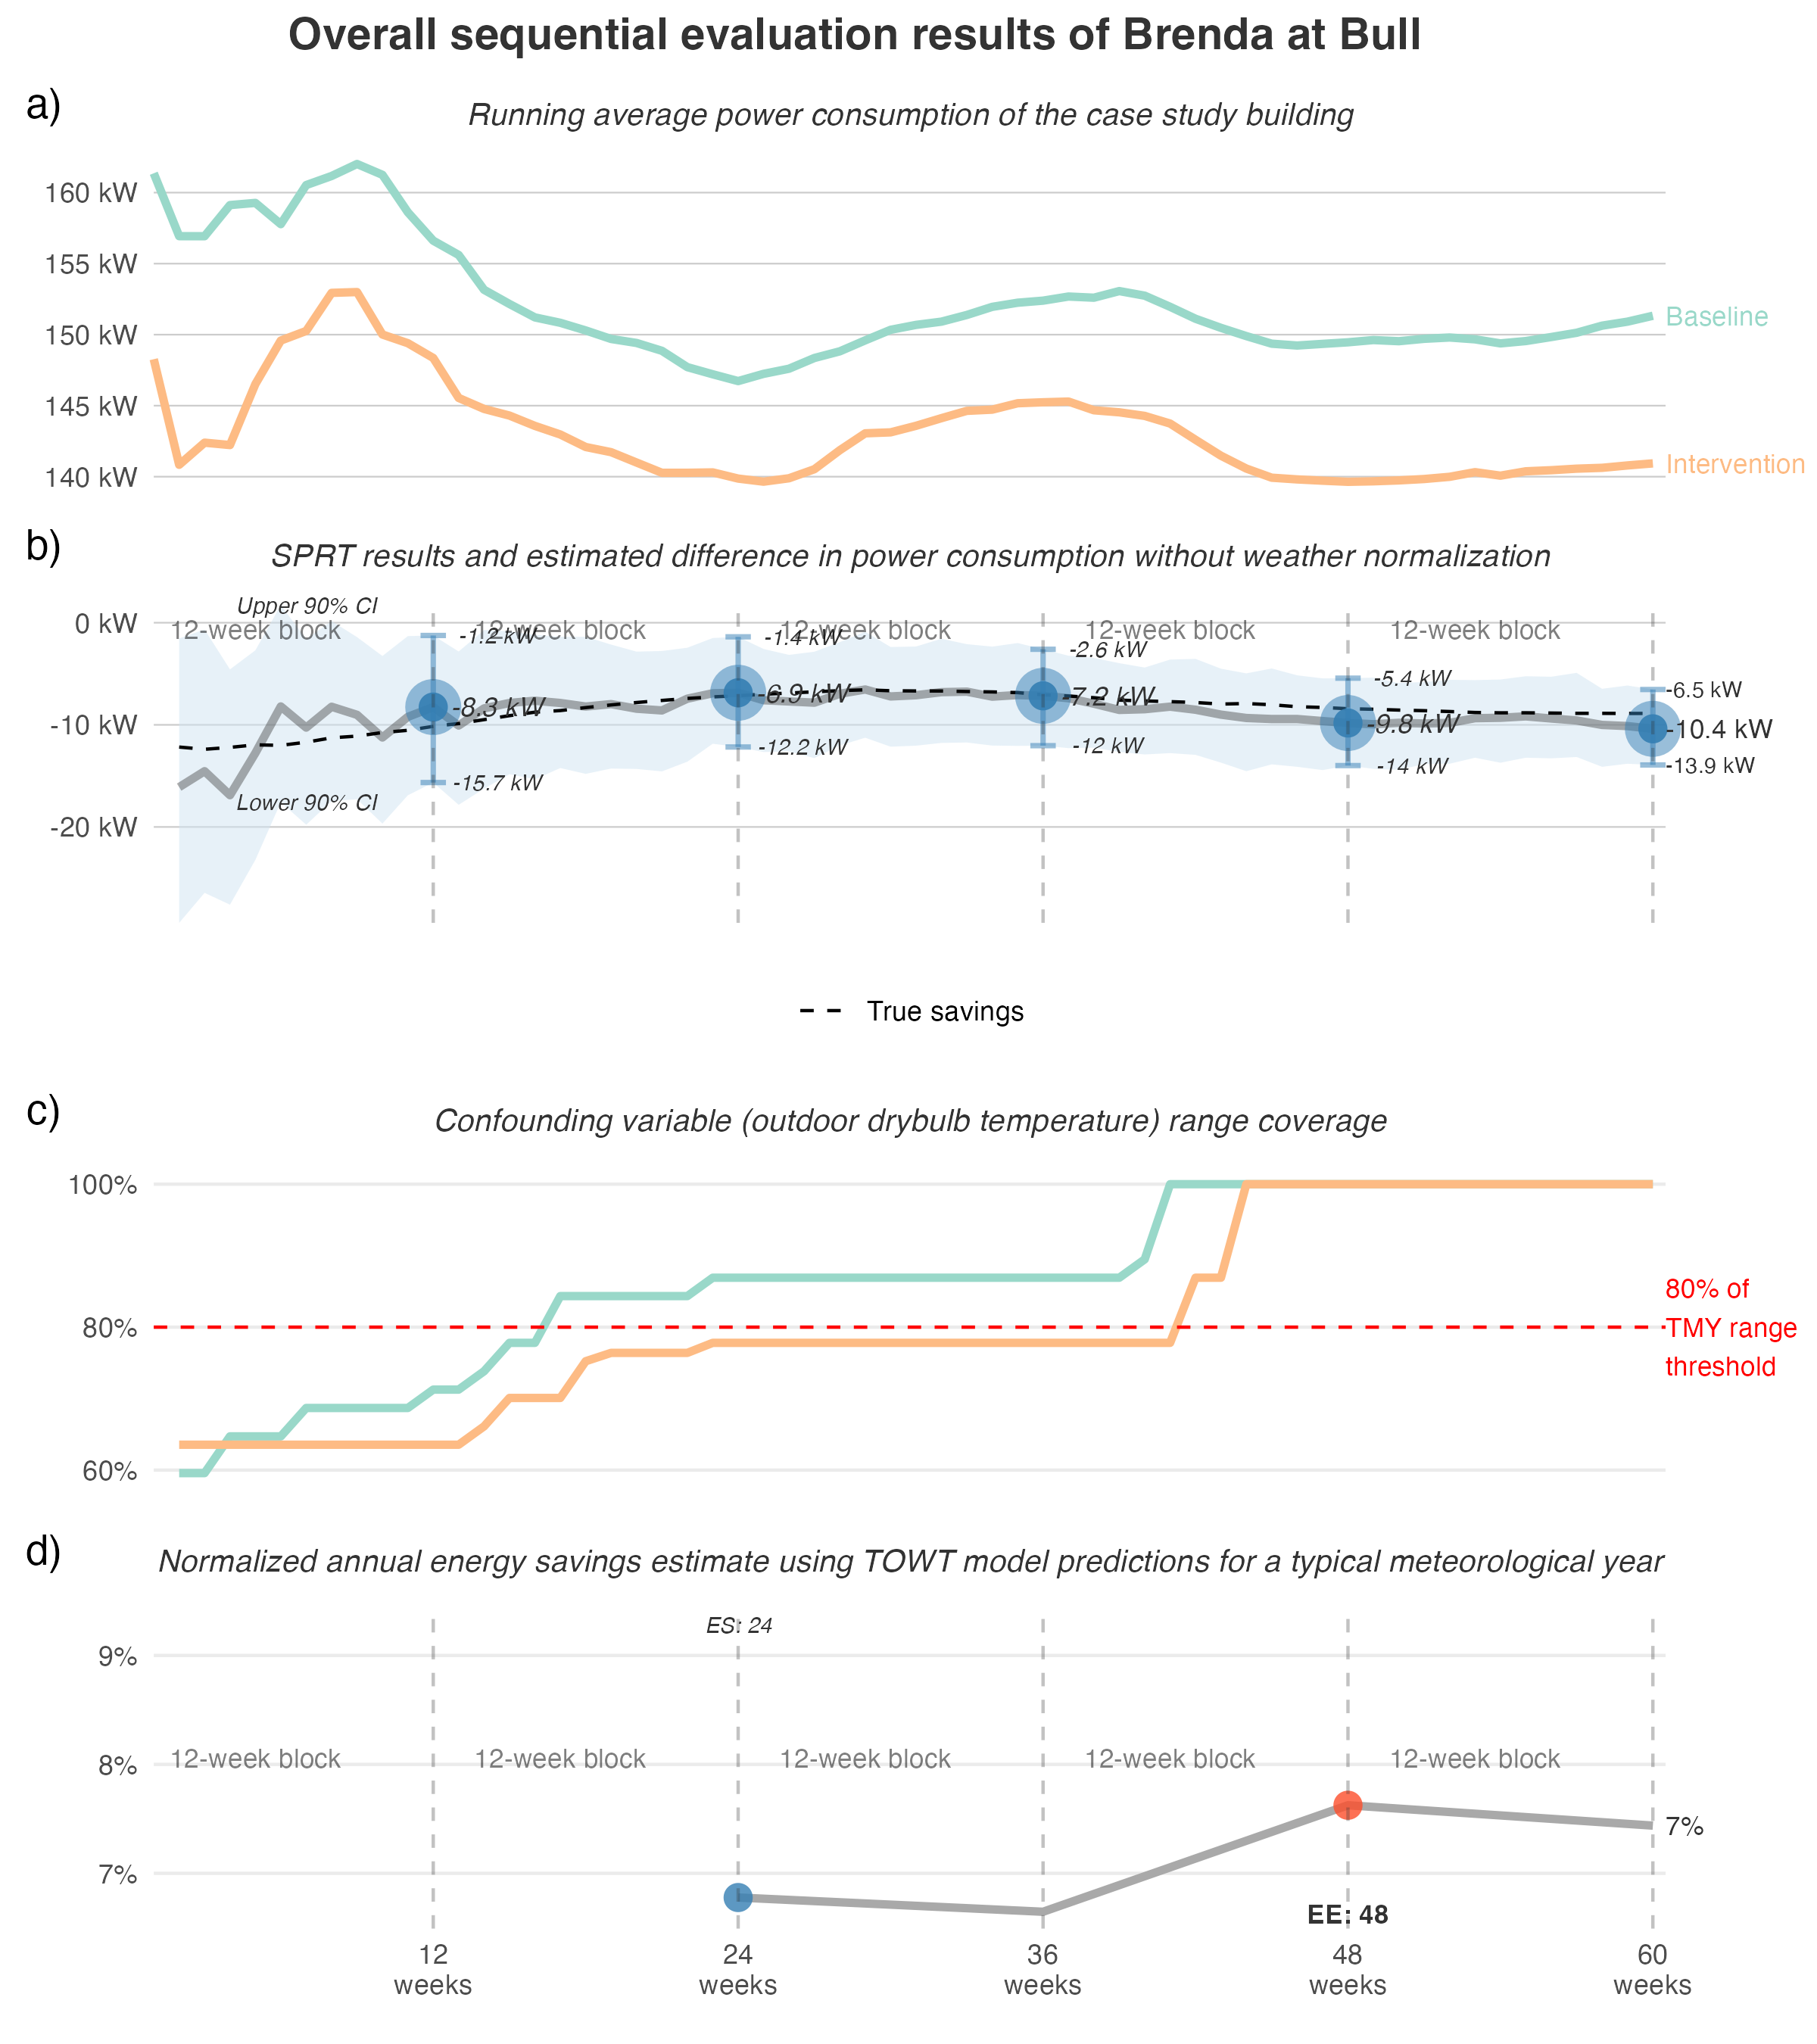 Overall sequential evaluation results of Brenda at Bull
a)
Running average power consumption of the case study building
160 kW
155 kW
150 kW
145 kW
140 kW
Baseline
Intervention
b)
SPRT results and estimated difference in power consumption without weather normalization
Upper 90% CI
0 kW
12-week block
12-week block
12-week block
12-week block
12-week block
-1.2 kW
-1.4 kW
-2.6 kW
-5.4 kW
-6.5 kW
-10 kW
-8.3 kW
-6.9 kW
-7.2 kW
-9.8 kW
-10.4 kW
-15.7 kW
-12.2 kW
-12 kW
-14 kW
-13.9 kW
Lower 90% CI
-20 kW
True savings
c)
Confounding variable (outdoor drybulb temperature) range coverage
100%
80%
60%
80% of
TMY range
threshold
d)
Normalized annual energy savings estimate using TOWT model predictions for a typical meteorological year
ES: 24
9%
8%
7%
12-week block
12-week block
12-week block
12-week block
12-week block
7%
EE: 48
12
weeks
24
weeks
36
weeks
48
weeks
60
weeks